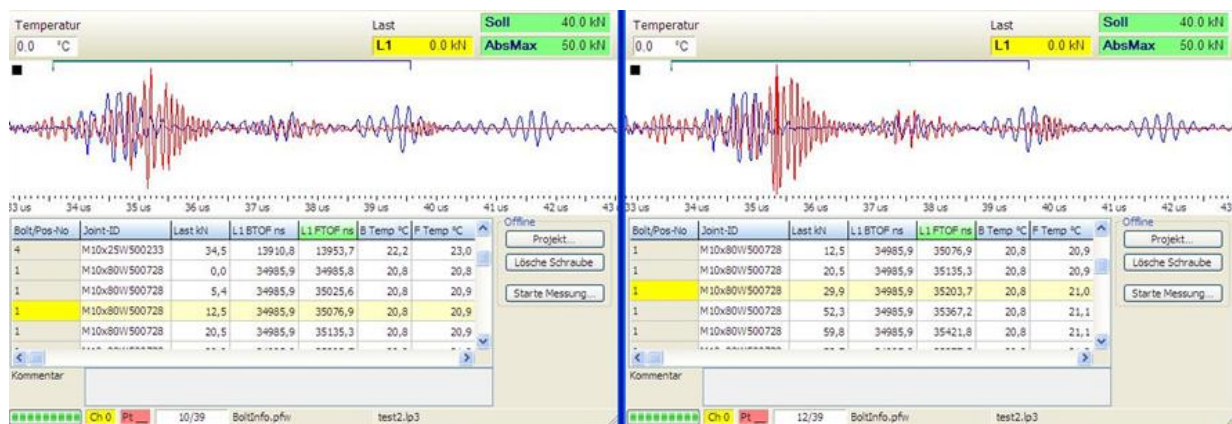 Temperatur Last Soll 40.0 kN
0.0 °C L1 0.0 kN AbsMax 50.0 kN
33 us 34 us 35 us 36 us 37 us 38 us 39 us 40 us 41 us 42 us 43
Bolt/Pos-No Joint-ID Last kN L1 BTOF ns L1 FTOF ns B Temp °C F Temp °C
4 M10x25W500233 34,5 13910,8 13953,7 22,2 23,0
1 M10x80W500728 0,0 34985,9 34985,8 20,8 20,8
1 M10x80W500728 5,4 34985,9 35025,6 20,8 20,9
1 M10x80W500728 12,5 34985,9 35076,9 20,8 20,9
1 M10x80W500728 20,5 34985,9 35135,3 20,8 20,9
Offline
Projekt...
Lösche Schraube
Starte Messung...
Kommentar
Ch 0 Pt__ 10/39 BoltInfo.pfw test2.lp3
Temperatur Last Soll 40.0 kN
0.0 °C L1 0.0 kN AbsMax 50.0 kN
33 us 34 us 35 us 36 us 37 us 38 us 39 us 40 us 41 us 42 us 43
Bolt/Pos-No Joint-ID Last kN L1 BTOF ns L1 FTOF ns B Temp °C F Temp °C
1 M10x80W500728 12,5 34985,9 35076,9 20,8 20,9
1 M10x80W500728 20,5 34985,9 35135,3 20,8 20,9
1 M10x80W500728 29,9 34985,9 35203,7 20,8 21,0
1 M10x80W500728 52,3 34985,9 35367,2 20,8 21,1
1 M10x80W500728 59,8 34985,9 35421,8 20,8 21,1
Offline
Projekt...
Lösche Schraube
Starte Messung...
Kommentar
Ch 0 Pt__ 12/39 BoltInfo.pfw test2.lp3